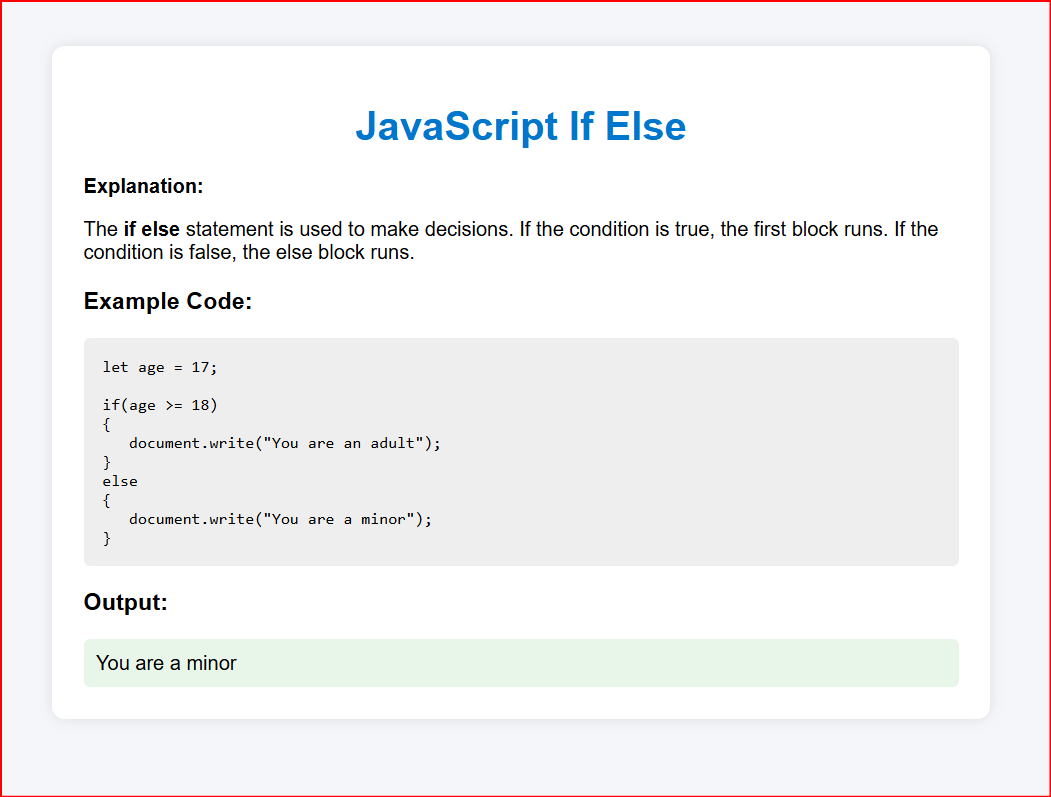 JavaScript If Else
Explanation:
The if else statement is used to make decisions. If the condition is true, the first block runs. If the
condition is false, the else block runs.
Example Code:
let age = 17;

if(age >= 18)
{
   document.write("You are an adult");
}
else
{
   document.write("You are a minor");
}
Output:
You are a minor